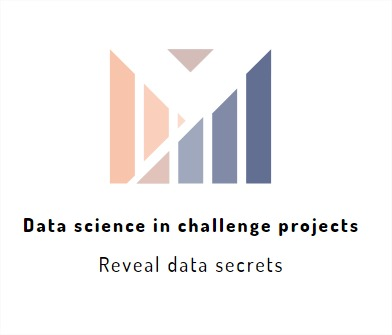 Data science in challenge projects
Reveal data secrets